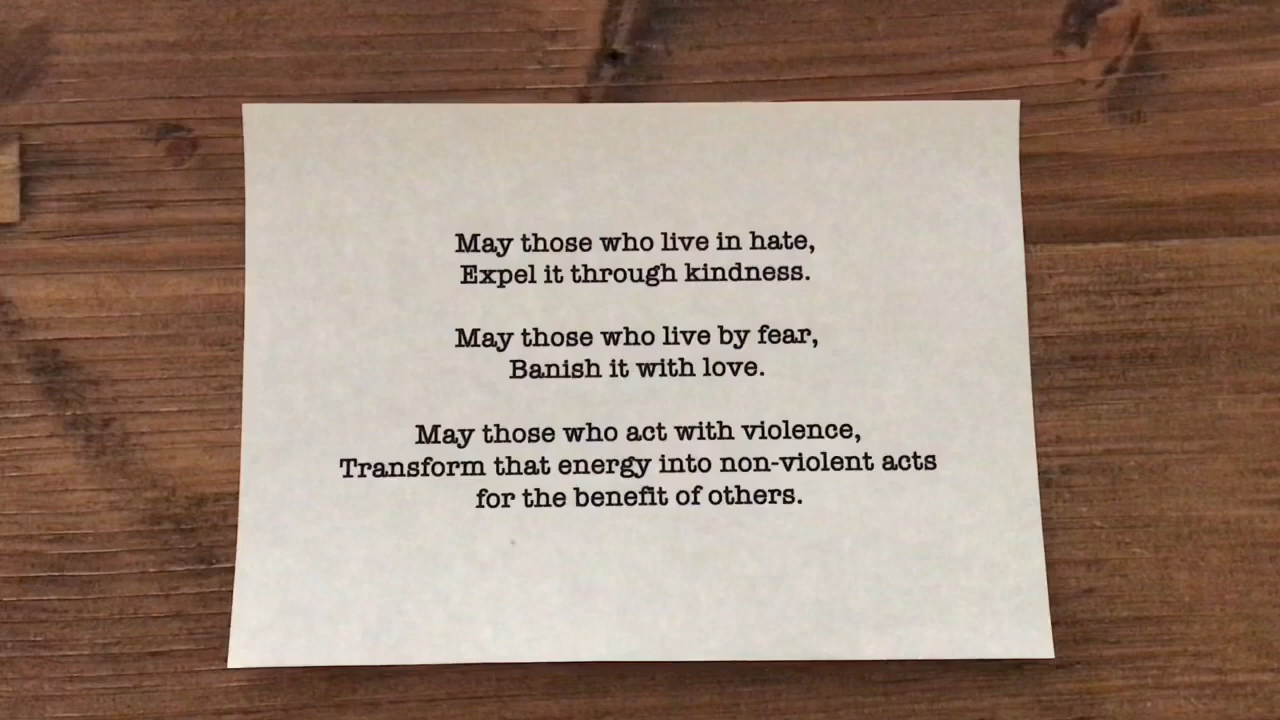 May those who live in hate,
Expel it through kindness.
May those who live by fear,
Banish it with love.
May those who act with violence,
Transform that energy into non-violent acts
for the benefit of others.